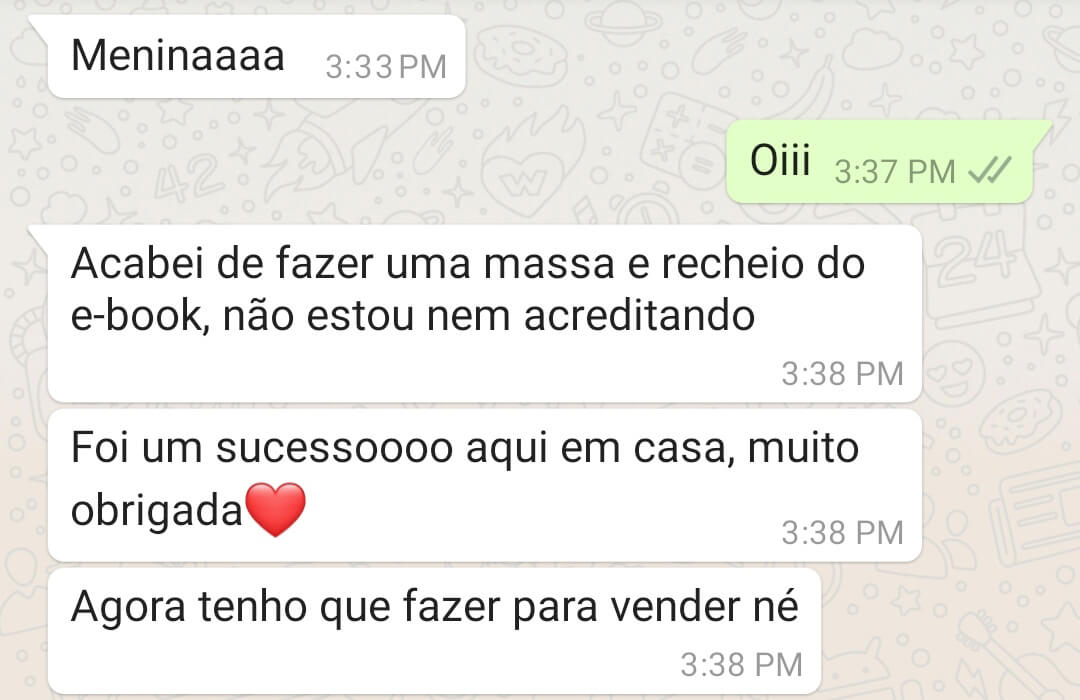 Meninaaaa 3:33 PM
Oiii 3:37 PM
Acabei de fazer uma massa e recheio do
e-book, não estou nem acreditando
3:38 PM
Foi um sucessoooo aqui em casa, muito
obrigada❤️
3:38 PM
Agora tenho que fazer para vender né
3:38 PM